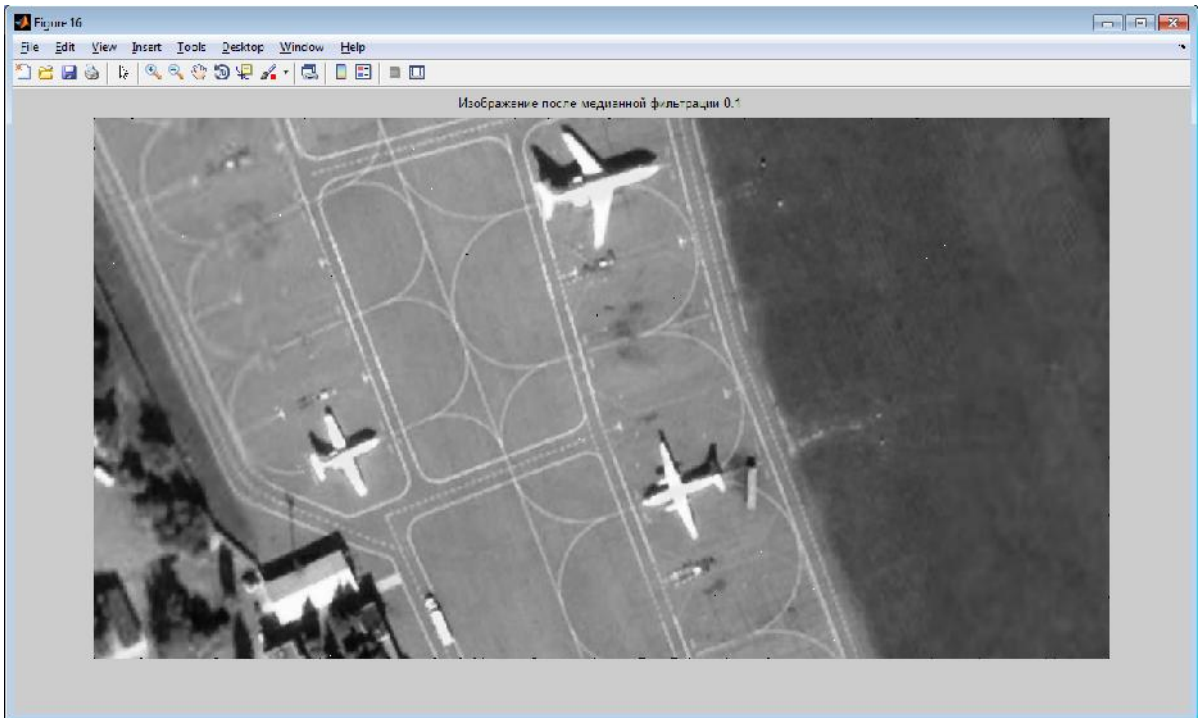 Figure 16
File Edit View Insert Tools Desktop Window Help
Изображение после медианной фильтрации 0.1